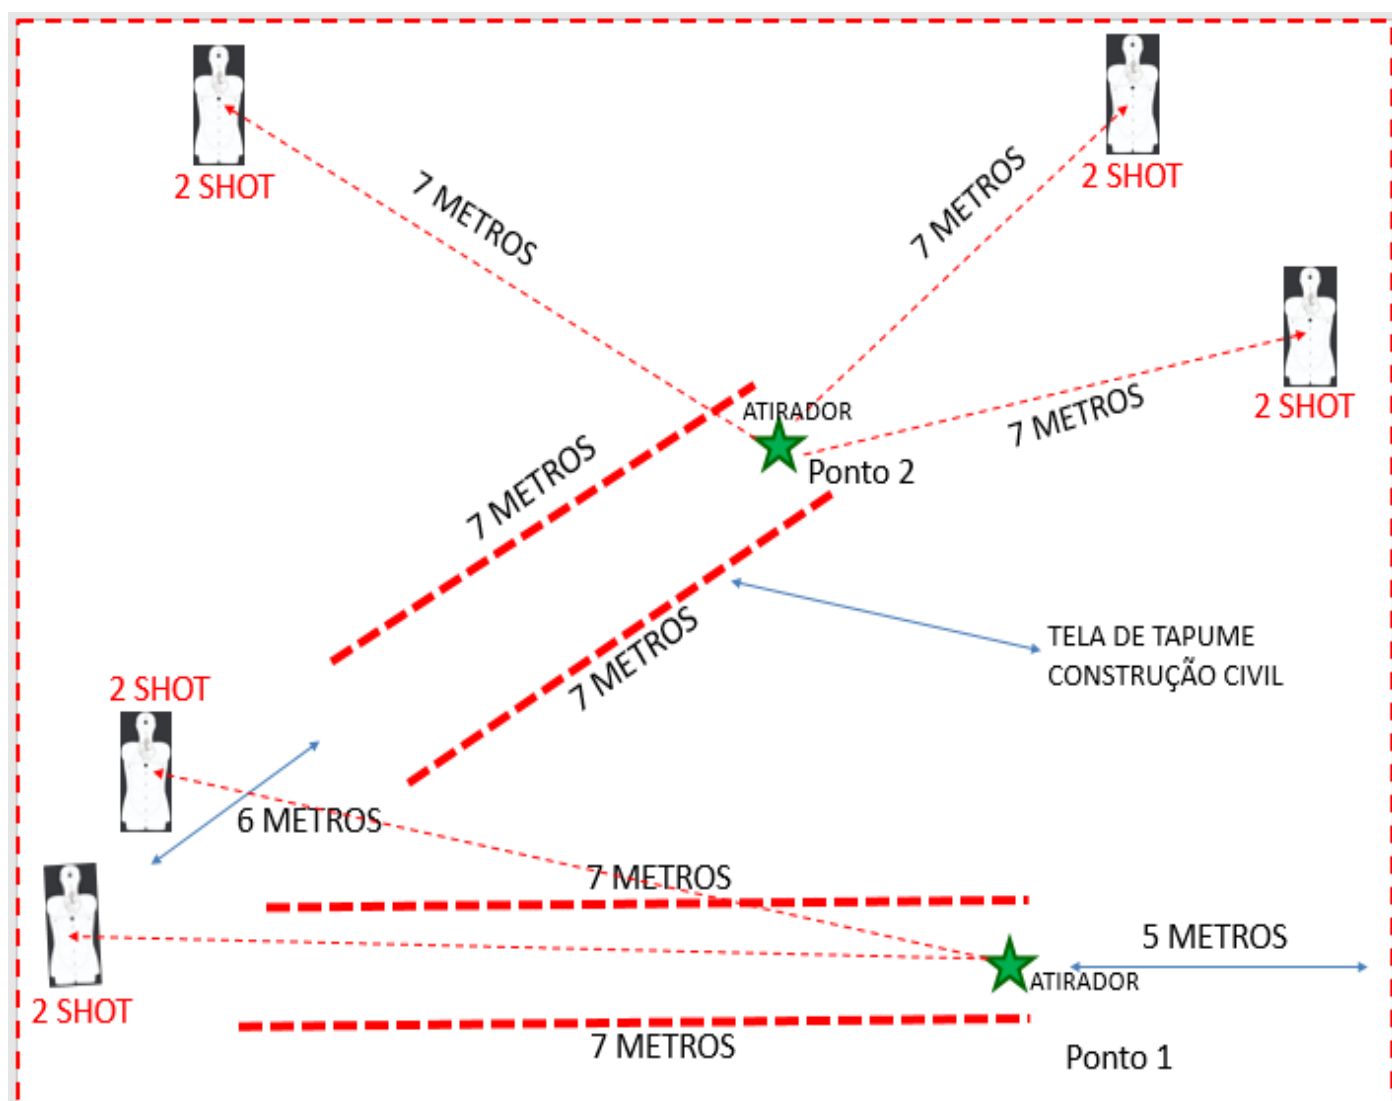 2 SHOT
2 SHOT
7 METROS
7 METROS
2 SHOT
7 METROS
ATIRADOR
Ponto 2
7 METROS
7 METROS
TELA DE TAPUME
CONSTRUÇÃO CIVIL
2 SHOT
6 METROS
7 METROS
5 METROS
ATIRADOR
2 SHOT
7 METROS
Ponto 1